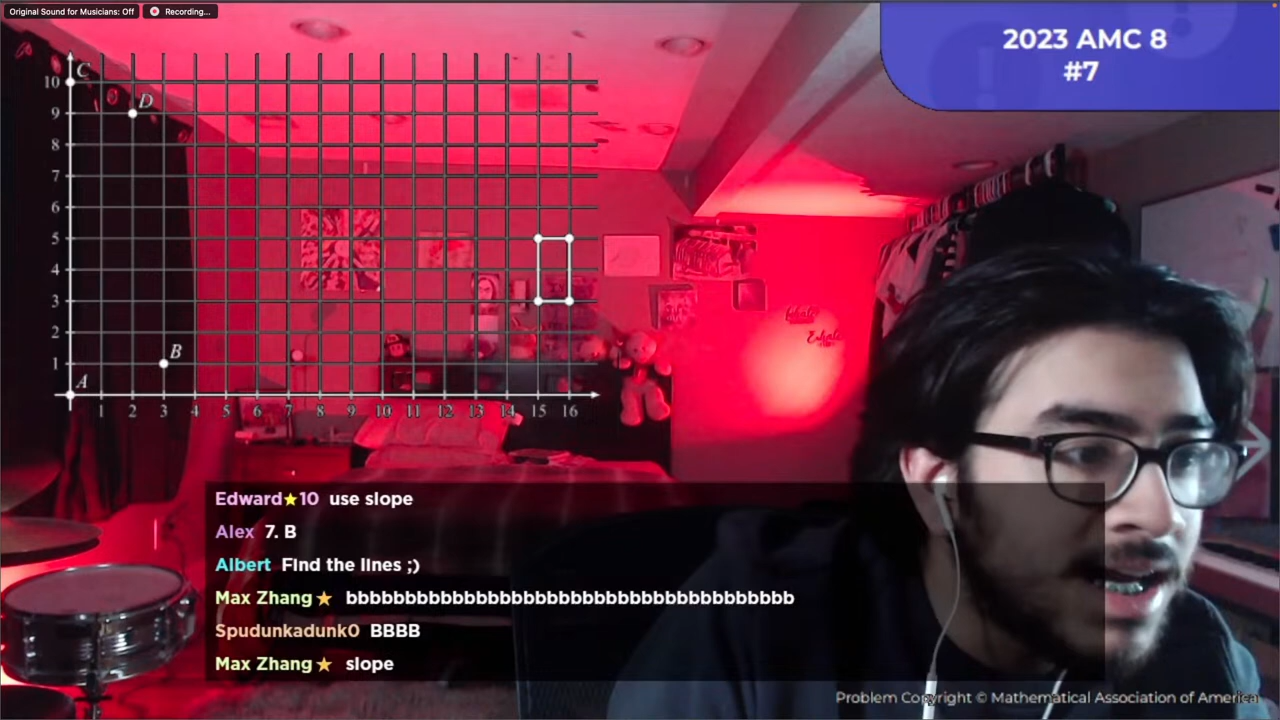 Original Sound for Musicians: Off
Recording...
2023 AMC 8
#7
C
10
D
9
8
7
6
5
4
3
2
B
1
A
1 2 3 4 5 6 7 8 9 10 11 12 13 14 15 16
Inhale
Exhale
Edward★10 use slope
Alex 7. B
Albert FInd the lInes ;)
Max Zhang★ bbbbbbbbbbbbbbbbbbbbbbbbbbbbbbbbbbbbbb
Spudunkadunk0 BBBB
Max Zhang★ slope
Problem Copyright © Mathematical Association of America